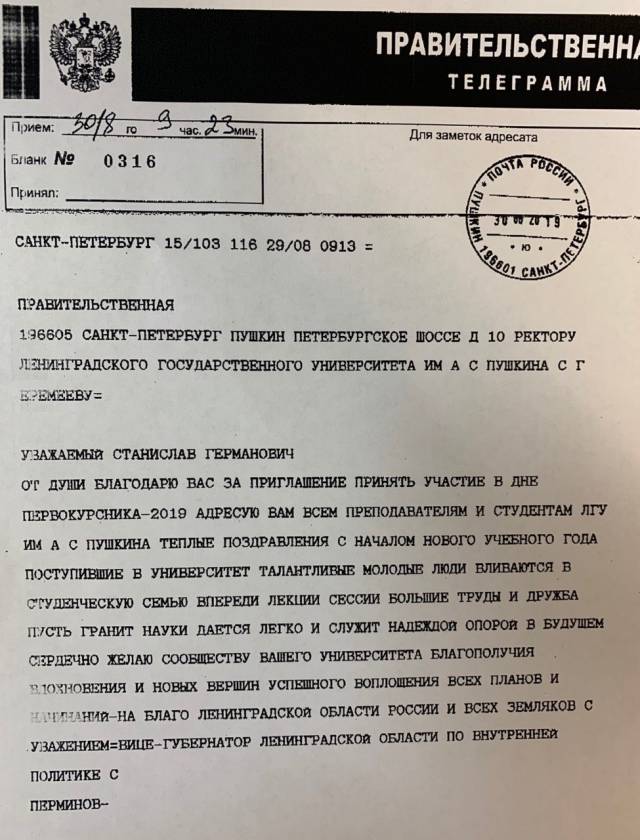 ПРАВИТЕЛЬСТВЕННА
ТЕЛЕГРАММА
Прием: 30/8 го 9 час. 23 мин.
Для заметок адресата
Бланк № 0316
Принял:
* ПОЧТА РОССИИ *
30 08 20 19
* Ю *
ПУШКИН 196601 САНКТ-ПЕТЕРБУРГ
САНКТ-ПЕТЕРБУРГ 15/103 116 29/08 0913 =
ПРАВИТЕЛЬСТВЕННАЯ
196605 САНКТ-ПЕТЕРБУРГ ПУШКИН ПЕТЕРБУРГСКОЕ ШОССЕ Д 10 РЕКТОРУ
ЛЕНИНГРАДСКОГО ГОСУДАРСТВЕННОГО УНИВЕРСИТЕТА ИМ А С ПУШКИНА С Г
ЕРЕМЕЕВУ=
УВАЖАЕМЫЙ СТАНИСЛАВ ГЕРМАНОВИЧ
ОТ ДУШИ БЛАГОДАРЮ ВАС ЗА ПРИГЛАШЕНИЕ ПРИНЯТЬ УЧАСТИЕ В ДНЕ
ПЕРВОКУРСНИКА-2019 АДРЕСУЮ ВАМ ВСЕМ ПРЕПОДАВАТЕЛЯМ И СТУДЕНТАМ ЛГУ
ИМ А С ПУШКИНА ТЕПЛЫЕ ПОЗДРАВЛЕНИЯ С НАЧАЛОМ НОВОГО УЧЕБНОГО ГОДА
ПОСТУПИВШИЕ В УНИВЕРСИТЕТ ТАЛАНТЛИВЫЕ МОЛОДЫЕ ЛЮДИ ВЛИВАЮТСЯ В
СТУДЕНЧЕСКУЮ СЕМЬЮ ВПЕРЕДИ ЛЕКЦИИ СЕССИИ БОЛЬШИЕ ТРУДЫ И ДРУЖБА
ПУСТЬ ГРАНИТ НАУКИ ДАЕТСЯ ЛЕГКО И СЛУЖИТ НАДЕЖДОЙ ОПОРОЙ В БУДУШЕМ
СЕРДЕЧНО ЖЕЛАЮ СООБЩЕСТВУ ВАШЕГО УНИВЕРСИТЕТА БЛАГОПОЛУЧИЯ
ВДОХНОВЕНИЯ И НОВЫХ ВЕРШИН УСПЕШНОГО ВОПЛОЩЕНИЯ ВСЕХ ПЛАНОВ И
НАЧИНАНИЙ-НА БЛАГО ЛЕНИНГРАДСКОЙ ОБЛАСТИ РОССИИ И ВСЕХ ЗЕМЛЯКОВ С
УВАЖЕНИЕМ=ВИЦЕ-ГУБЕРНАТОР ЛЕНИНГРАДСКОЙ ОБЛАСТИ ПО ВНУТРЕННЕЙ
ПОЛИТИКЕ С
ПЕРМИНОВ-